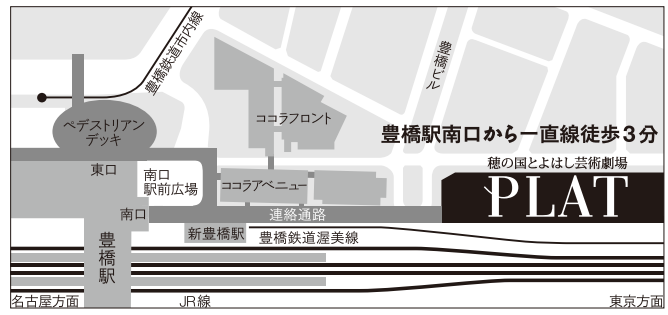 豊橋鉄道市内線
豊橋ビル
ペデストリアン
デッキ
ココラフロント
豊橋駅南口から一直線徒歩3分
東口
南口
駅前広場
ココラアベニュー
穂の国とよはし芸術劇場
PLAT
南口
連絡通路
新豊橋駅
豊橋鉄道渥美線
豊橋駅
名古屋方面
JR線
東京方面